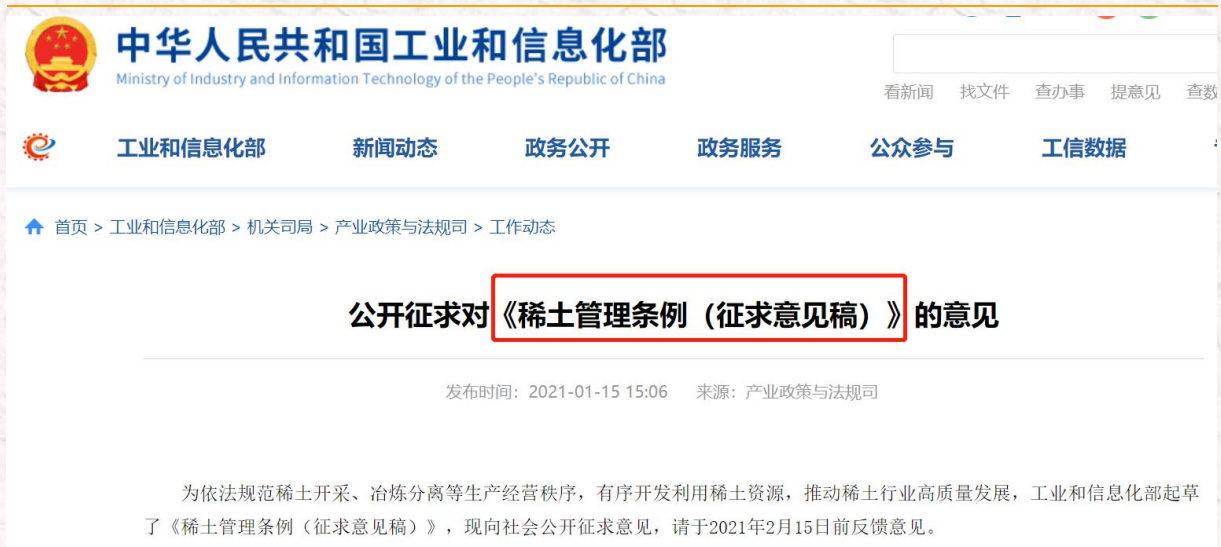 中华人民共和国工业和信息化部
Ministry of Industry and Information Technology of the People's Republic of China
看新闻 找文件 查办事 提意见 查数
工业和信息化部 新闻动态 政务公开 政务服务 公众参与 工信数据
首页 > 工业和信息化部 > 机关司局 > 产业政策与法规司 > 工作动态
公开征求对《稀土管理条例（征求意见稿）》的意见
发布时间：2021-01-15 15:06 来源：产业政策与法规司
为依法规范稀土开采、冶炼分离等生产经营秩序，有序开发利用稀土资源，推动稀土行业高质量发展，工业和信息化部起草
了《稀土管理条例（征求意见稿）》，现向社会公开征求意见，请于2021年2月15日前反馈意见。